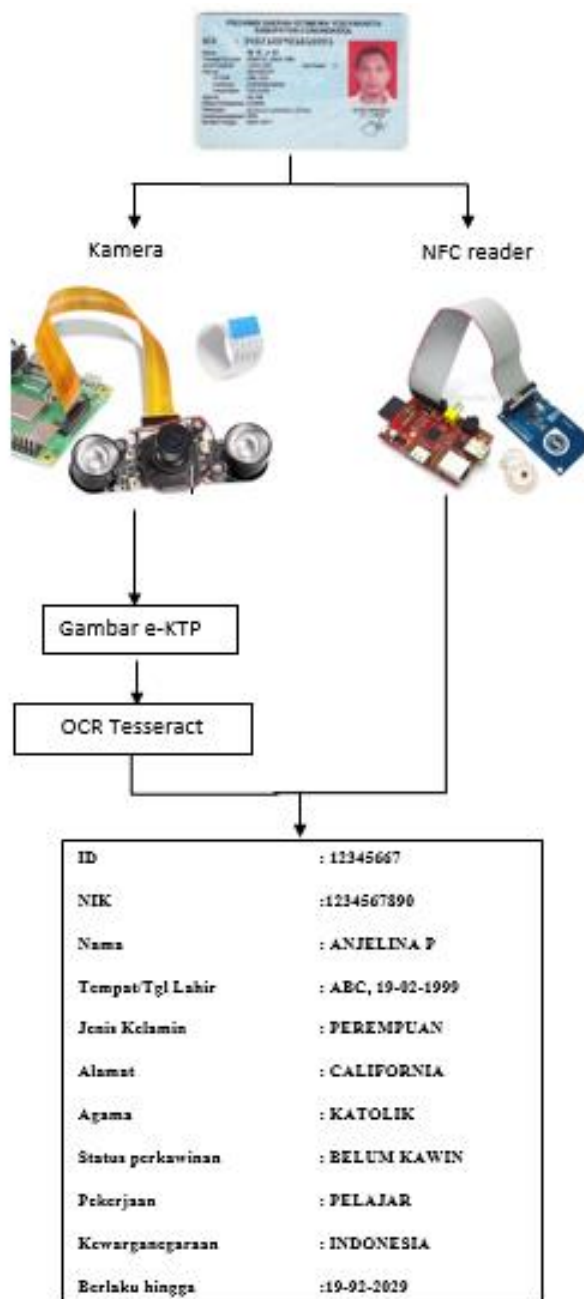 Kamera
NFC reader
Gambar e-KTP
OCR Tesseract
ID : 12345667
NIK :1234567890
Nama : ANJELINA P
Tempat/Tgl Lahir : ABC, 19-02-1999
Jenis Kelamin : PEREMPUAN
Alamat : CALIFORNIA
Agama : KATOLIK
Status perkawinan : BELUM KAWIN
Pekerjaan : PELAJAR
Kewarganegaraan : INDONESIA
Berlaku hingga :19-92-2029